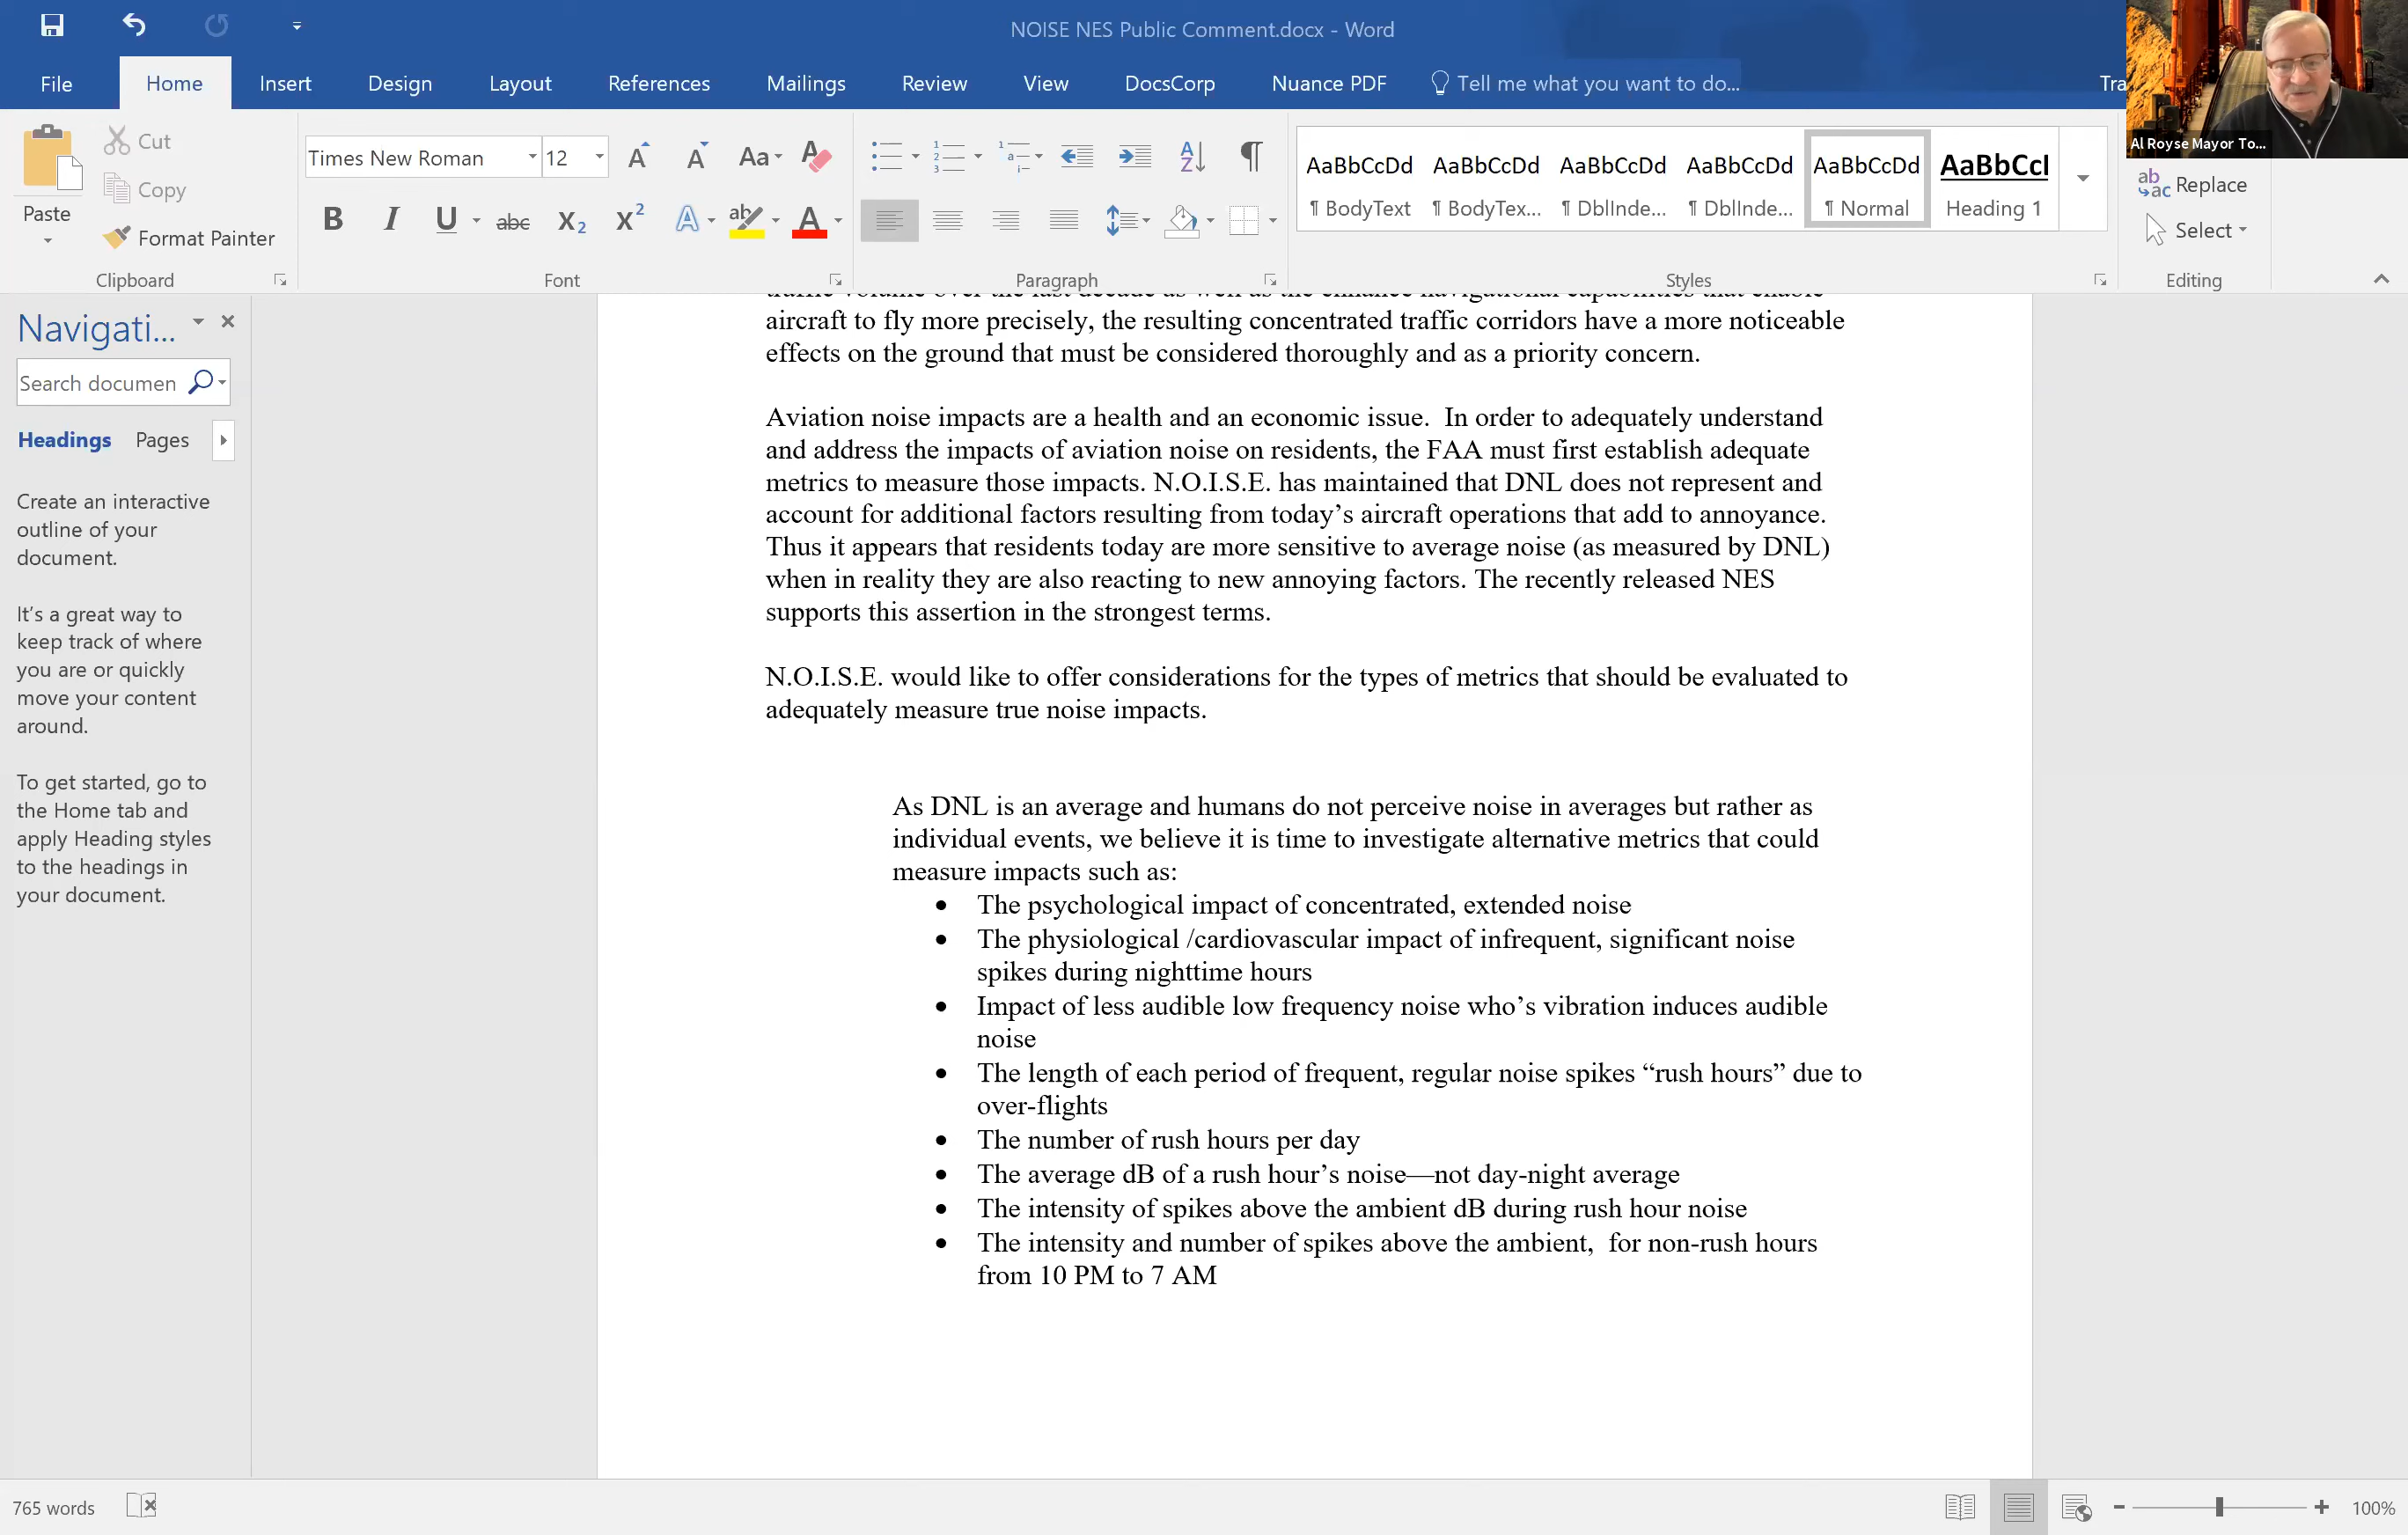 NOISE NES Public Comment.docx - Word
File
Home
Insert
Design
Layout
References
Mailings
Review
View
DocsCorp
Nuance PDF
Tell me what you want to do...
Tra
Al Royse Mayor To...
Paste
Cut
Copy
Format Painter
Clipboard
Times New Roman
12
Font
Paragraph
AaBbCcDd
¶ BodyText
AaBbCcDd
¶ BodyTex...
AaBbCcDd
¶ DblInde...
AaBbCcDd
¶ DblInde...
AaBbCcDd
¶ Normal
AaBbCcI
Heading 1
Styles
Replace
Select
Editing
Navigati...
Search documen
Headings
Pages
Create an interactive
outline of your
document.
It's a great way to
keep track of where
you are or quickly
move your content
around.
To get started, go to
the Home tab and
apply Heading styles
to the headings in
your document.
traffic volume over the last decade as well as the enhance navigational capabilities that enable
aircraft to fly more precisely, the resulting concentrated traffic corridors have a more noticeable
effects on the ground that must be considered thoroughly and as a priority concern.
Aviation noise impacts are a health and an economic issue.  In order to adequately understand
and address the impacts of aviation noise on residents, the FAA must first establish adequate
metrics to measure those impacts. N.O.I.S.E. has maintained that DNL does not represent and
account for additional factors resulting from today’s aircraft operations that add to annoyance.
Thus it appears that residents today are more sensitive to average noise (as measured by DNL)
when in reality they are also reacting to new annoying factors. The recently released NES
supports this assertion in the strongest terms.
N.O.I.S.E. would like to offer considerations for the types of metrics that should be evaluated to
adequately measure true noise impacts.
As DNL is an average and humans do not perceive noise in averages but rather as
individual events, we believe it is time to investigate alternative metrics that could
measure impacts such as:
• The psychological impact of concentrated, extended noise
• The physiological /cardiovascular impact of infrequent, significant noise
spikes during nighttime hours
• Impact of less audible low frequency noise who’s vibration induces audible
noise
• The length of each period of frequent, regular noise spikes “rush hours” due to
over-flights
• The number of rush hours per day
• The average dB of a rush hour’s noise—not day-night average
• The intensity of spikes above the ambient dB during rush hour noise
• The intensity and number of spikes above the ambient,  for non-rush hours
from 10 PM to 7 AM
765 words
100%